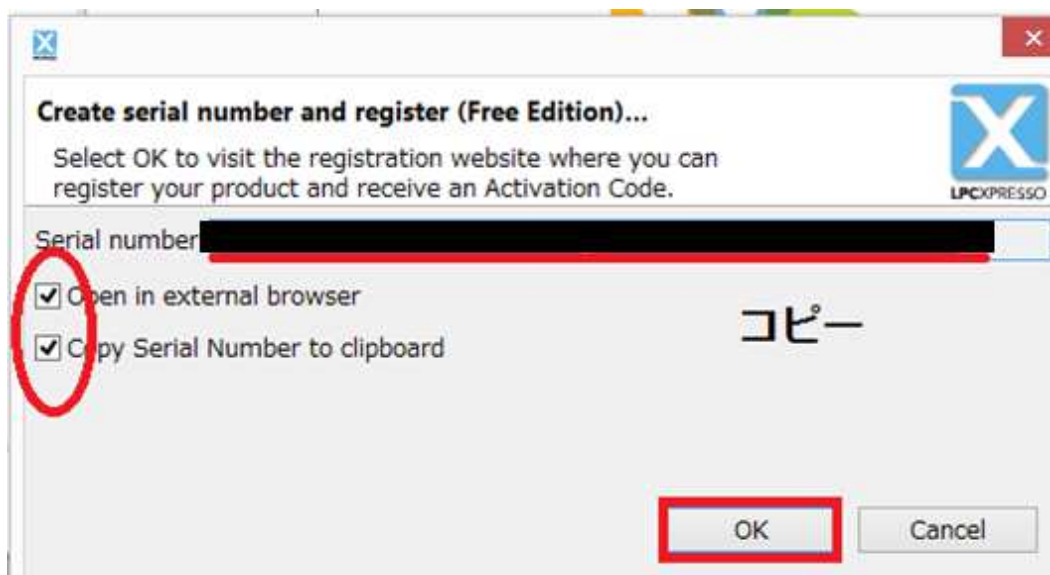 Create serial number and register (Free Edition)...
Select OK to visit the registration website where you can
register your product and receive an Activation Code.
LPCXPRESSO
Serial number
Open in external browser
Copy Serial Number to clipboard
コピー
OK
Cancel